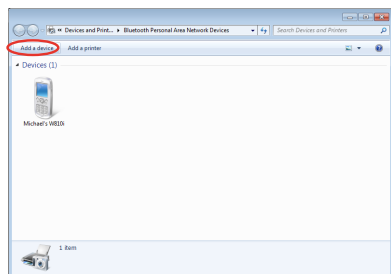 « Devices and Print... ▸ Bluetooth Personal Area Network Devices
Search Devices and Printers
Add a device
Add a printer
Devices (1)
Michael's W810i
1 item